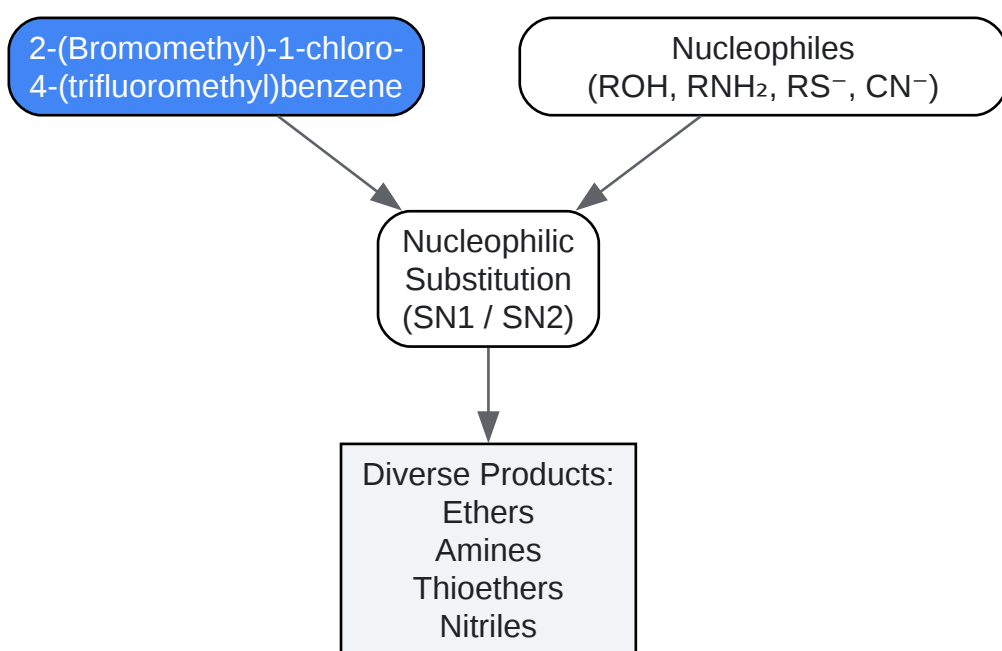 2-(Bromomethyl)-1-chloro-
4-(trifluoromethyl)benzene
Nucleophiles
(ROH, RNH₂, RS⁻, CN⁻)
Nucleophilic
Substitution
(SN1 / SN2)
Diverse Products:
Ethers
Amines
Thioethers
Nitriles